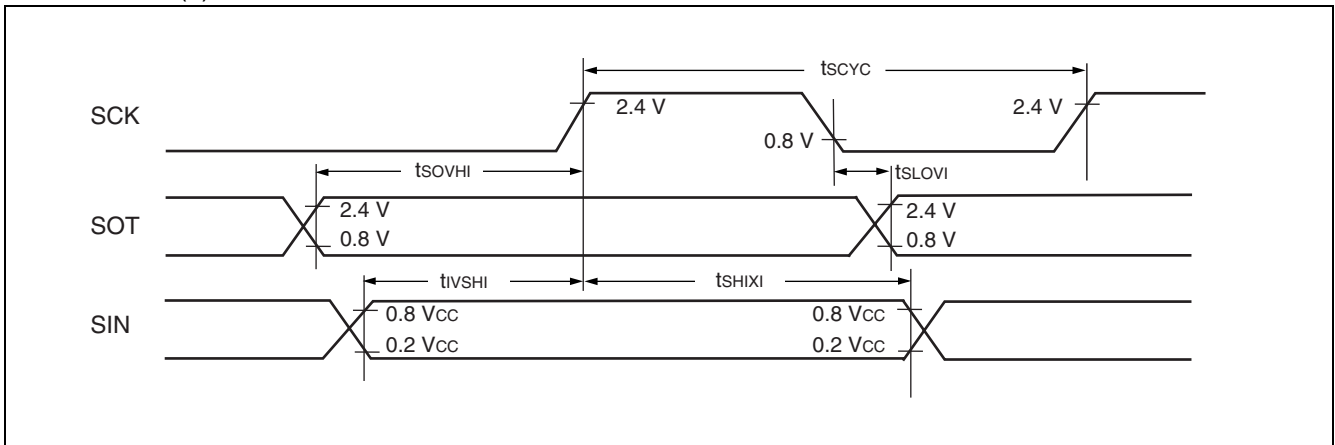 tSCYC
SCK
2.4 V
2.4 V
0.8 V
tSOVHI
tSLOVI
SOT
2.4 V
2.4 V
0.8 V
0.8 V
tIVSHI
tSHIXI
SIN
0.8 VCC
0.8 VCC
0.2 VCC
0.2 VCC